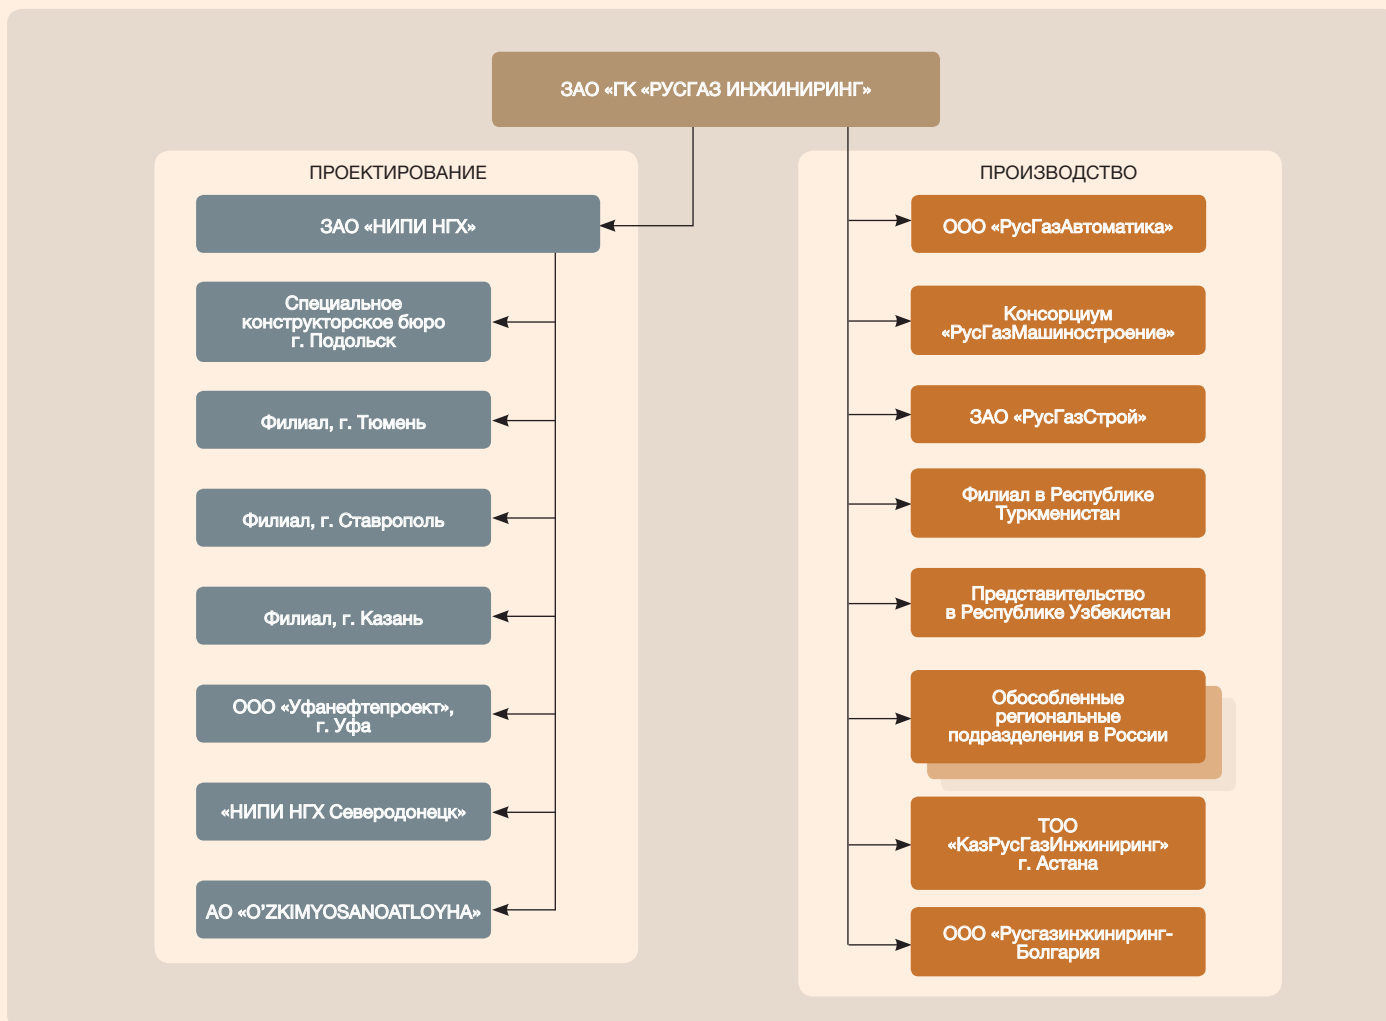 ЗАО «ГК «РУСГАЗ ИНЖИНИРИНГ»
ПРОЕКТИРОВАНИЕ
ЗАО «НИПИ НГХ»
Специальное
конструкторское бюро
г. Подольск
Филиал, г. Тюмень
Филиал, г. Ставрополь
Филиал, г. Казань
ООО «Уфанефтепроект»,
г. Уфа
«НИПИ НГХ Северодонецк»
АО «O’ZKIMYOSANOATLOYHA»
ПРОИЗВОДСТВО
ООО «РусГазАвтоматика»
Консорциум
«РусГазМашиностроение»
ЗАО «РусГазСтрой»
Филиал в Республике
Туркменистан
Представительство
в Республике Узбекистан
Обособленные
региональные
подразделения в России
ТОО
«КазРусГазИнжиниринг»
г. Астана
ООО «Русгазинжиниринг-
Болгария